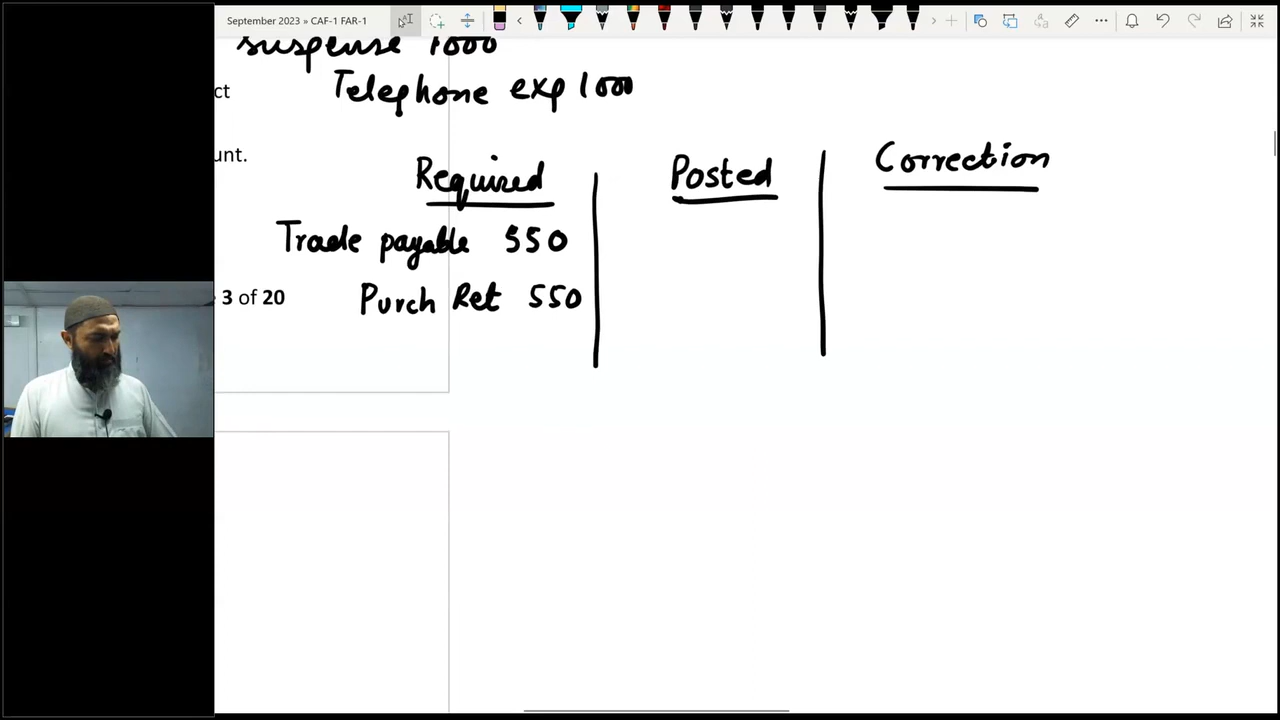 September 2023 » CAF-1 FAR-1
suspense 1000
ct
Telephone exp 1000
unt.
Required Posted Correction
Trade payable 550
3 of 20
Purch Ret 550